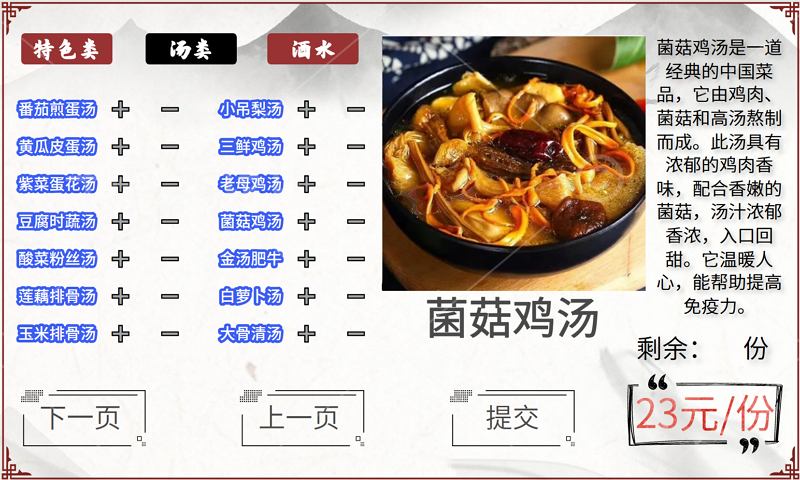 特色类 汤类 酒水
番茄煎蛋汤 + — 小吊梨汤 + —
黄瓜皮蛋汤 + — 三鲜鸡汤 + —
紫菜蛋花汤 + — 老母鸡汤 + —
豆腐时蔬汤 + — 菌菇鸡汤 + —
酸菜粉丝汤 + — 金汤肥牛 + —
莲藕排骨汤 + — 白萝卜汤 + —
玉米排骨汤 + — 大骨清汤 + —
菌菇鸡汤
菌菇鸡汤是一道
经典的中国菜
品，它由鸡肉、
菌菇和高汤熬制
而成。此汤具有
浓郁的鸡肉香
味，配合香嫩的
菌菇，汤汁浓郁
香浓，入口回
甜。它温暖人
心，能帮助提高
免疫力。
剩余： 份
23元/份
下一页 上一页 提交